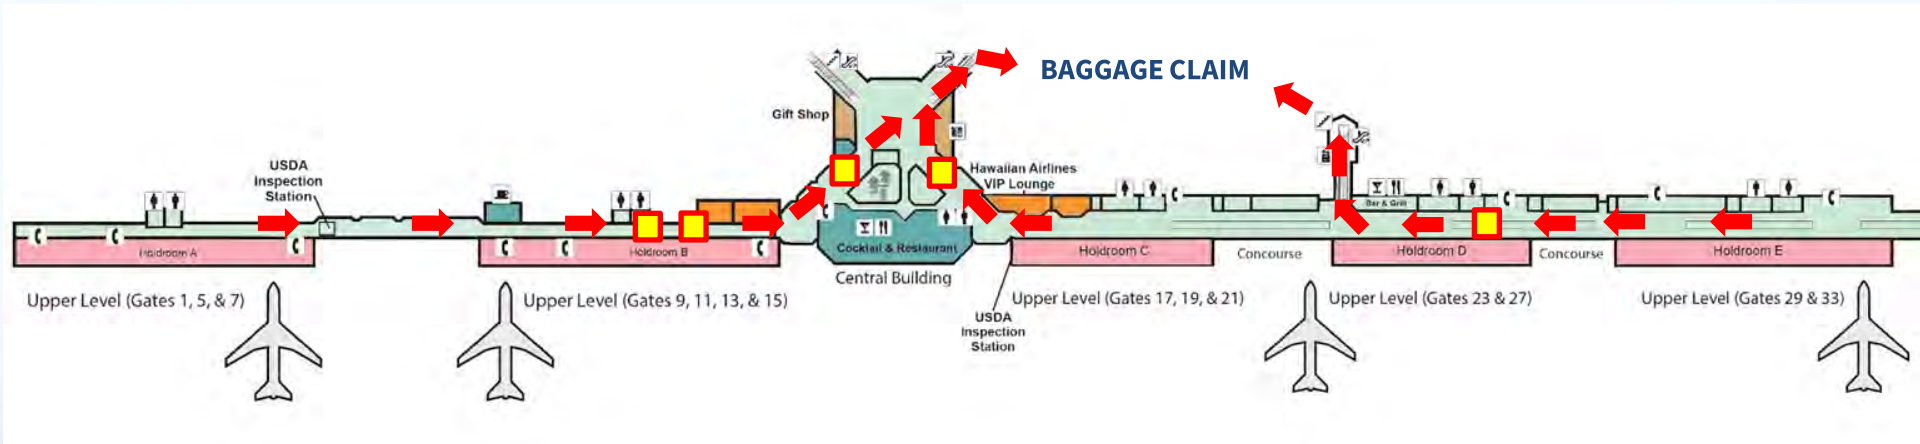 BAGGAGE CLAIM
Gift Shop
USDA
Inspection
Station
Hawaiian Airlines
VIP Lounge
Bar & Grill
Holdroom A
Holdroom B
Cocktail & Restaurant
Central Building
Holdroom C
Concourse
Holdroom D
Concourse
Holdroom E
Upper Level (Gates 1, 5, & 7)
Upper Level (Gates 9, 11, 13, & 15)
Upper Level (Gates 17, 19, & 21)
Upper Level (Gates 23 & 27)
Upper Level (Gates 29 & 33)
USDA
Inspection
Station